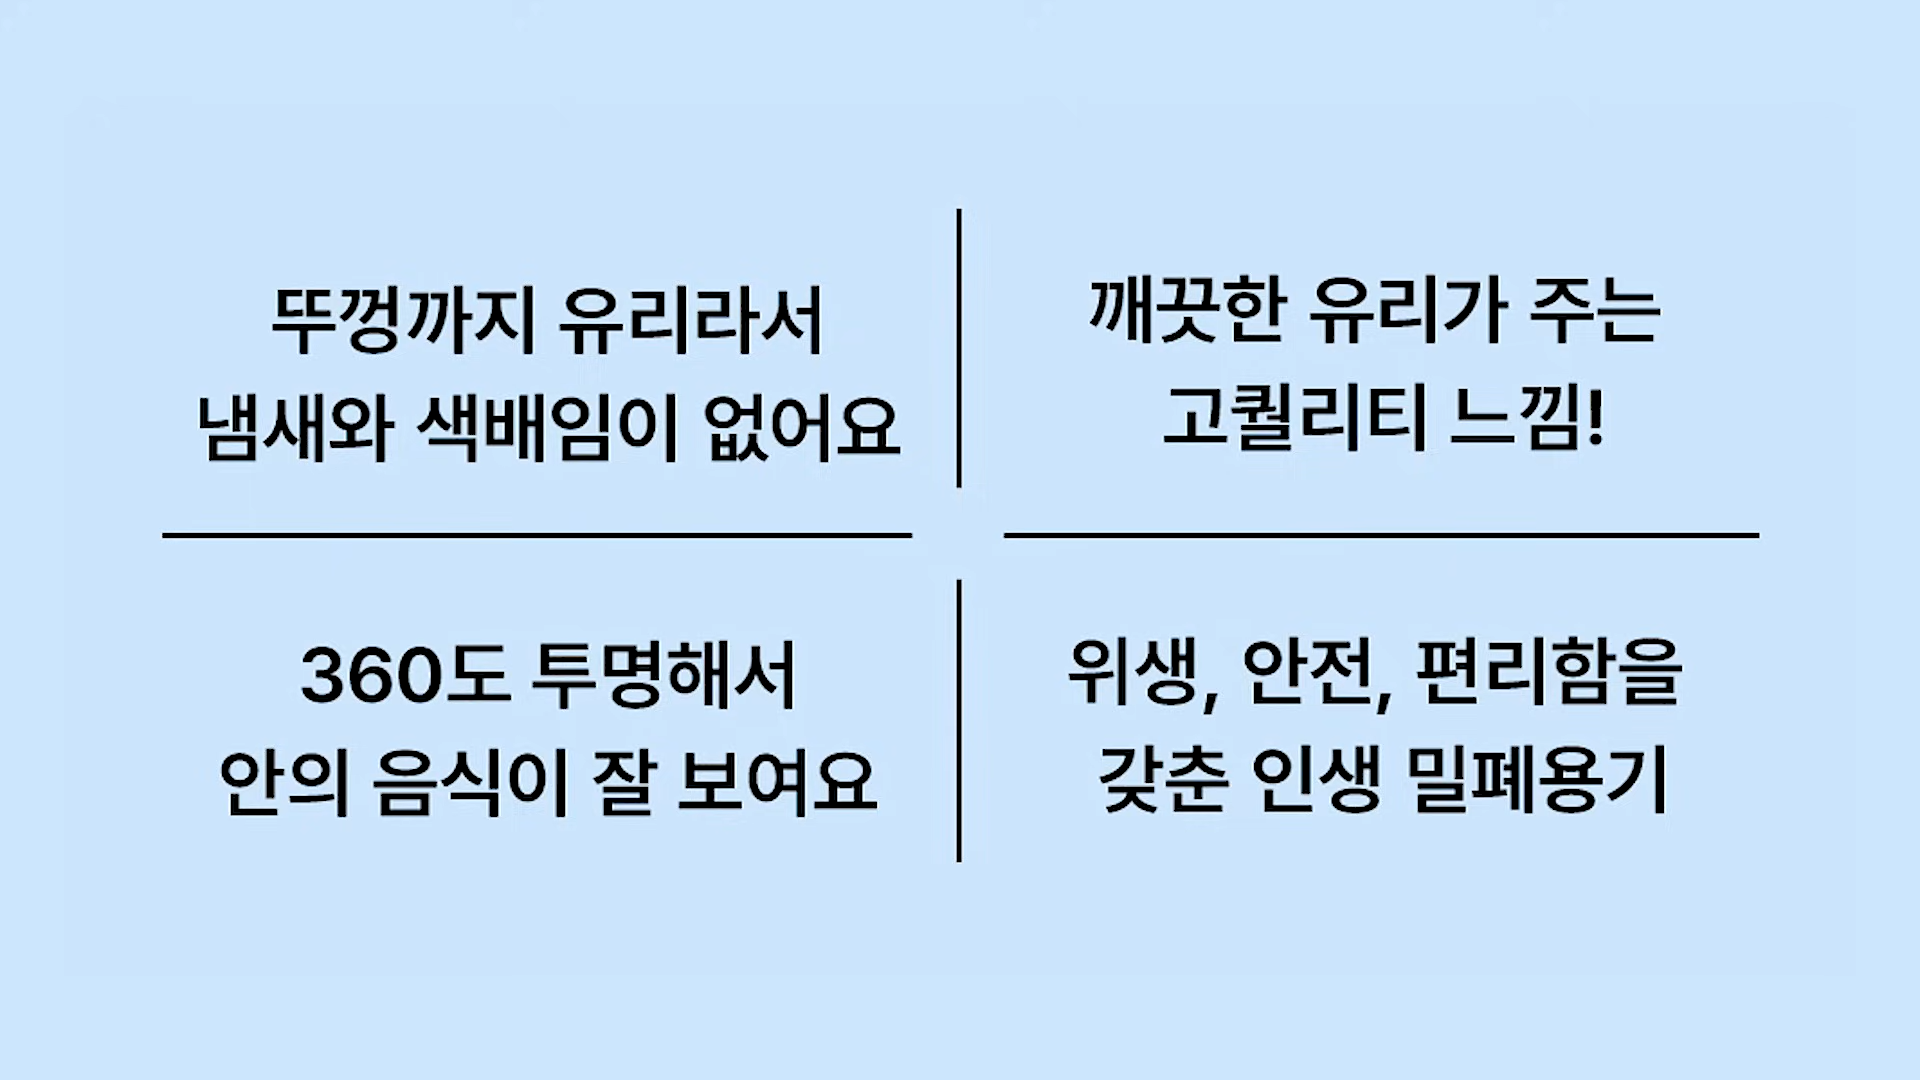 뚜껑까지 유리라서
냄새와 색배임이 없어요
깨끗한 유리가 주는
고퀄리티 느낌!
360도 투명해서
안의 음식이 잘 보여요
위생, 안전, 편리함을
갖춘 인생 밀폐용기